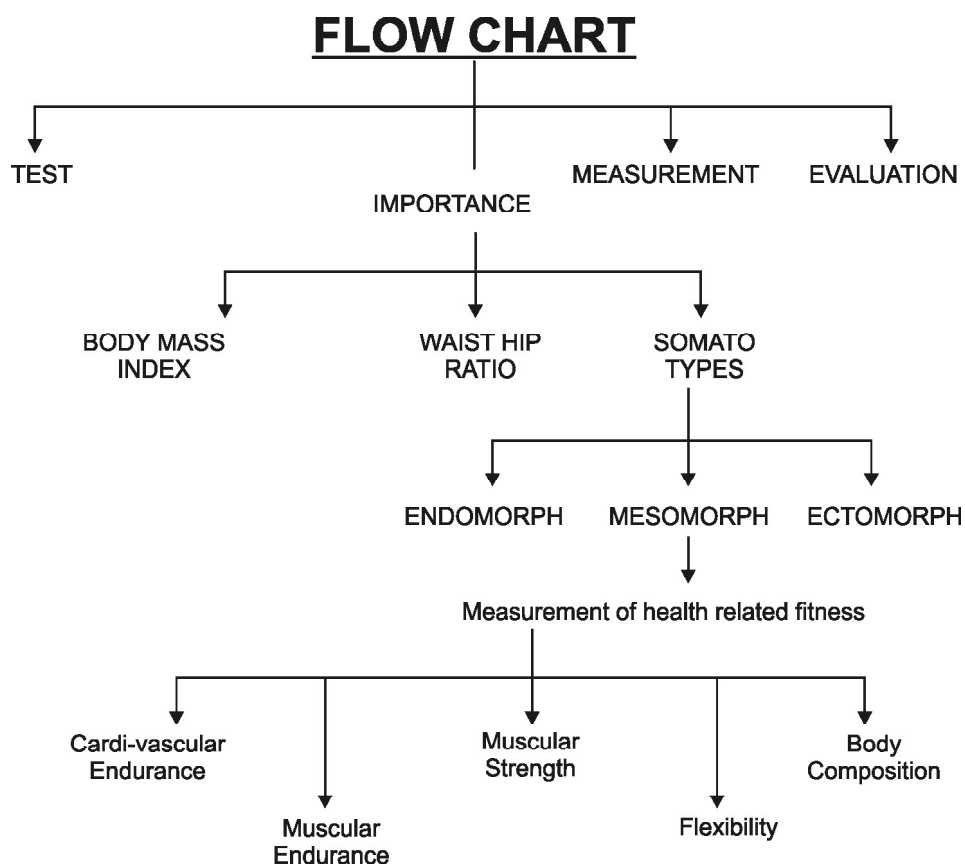 FLOW CHART
TEST
MEASUREMENT
EVALUATION
IMPORTANCE
BODY MASS
INDEX
WAIST HIP
RATIO
SOMATO
TYPES
ENDOMORPH
MESOMORPH
ECTOMORPH
Measurement of health related fitness
Cardi-vascular
Endurance
Muscular
Strength
Body
Composition
Muscular
Endurance
Flexibility